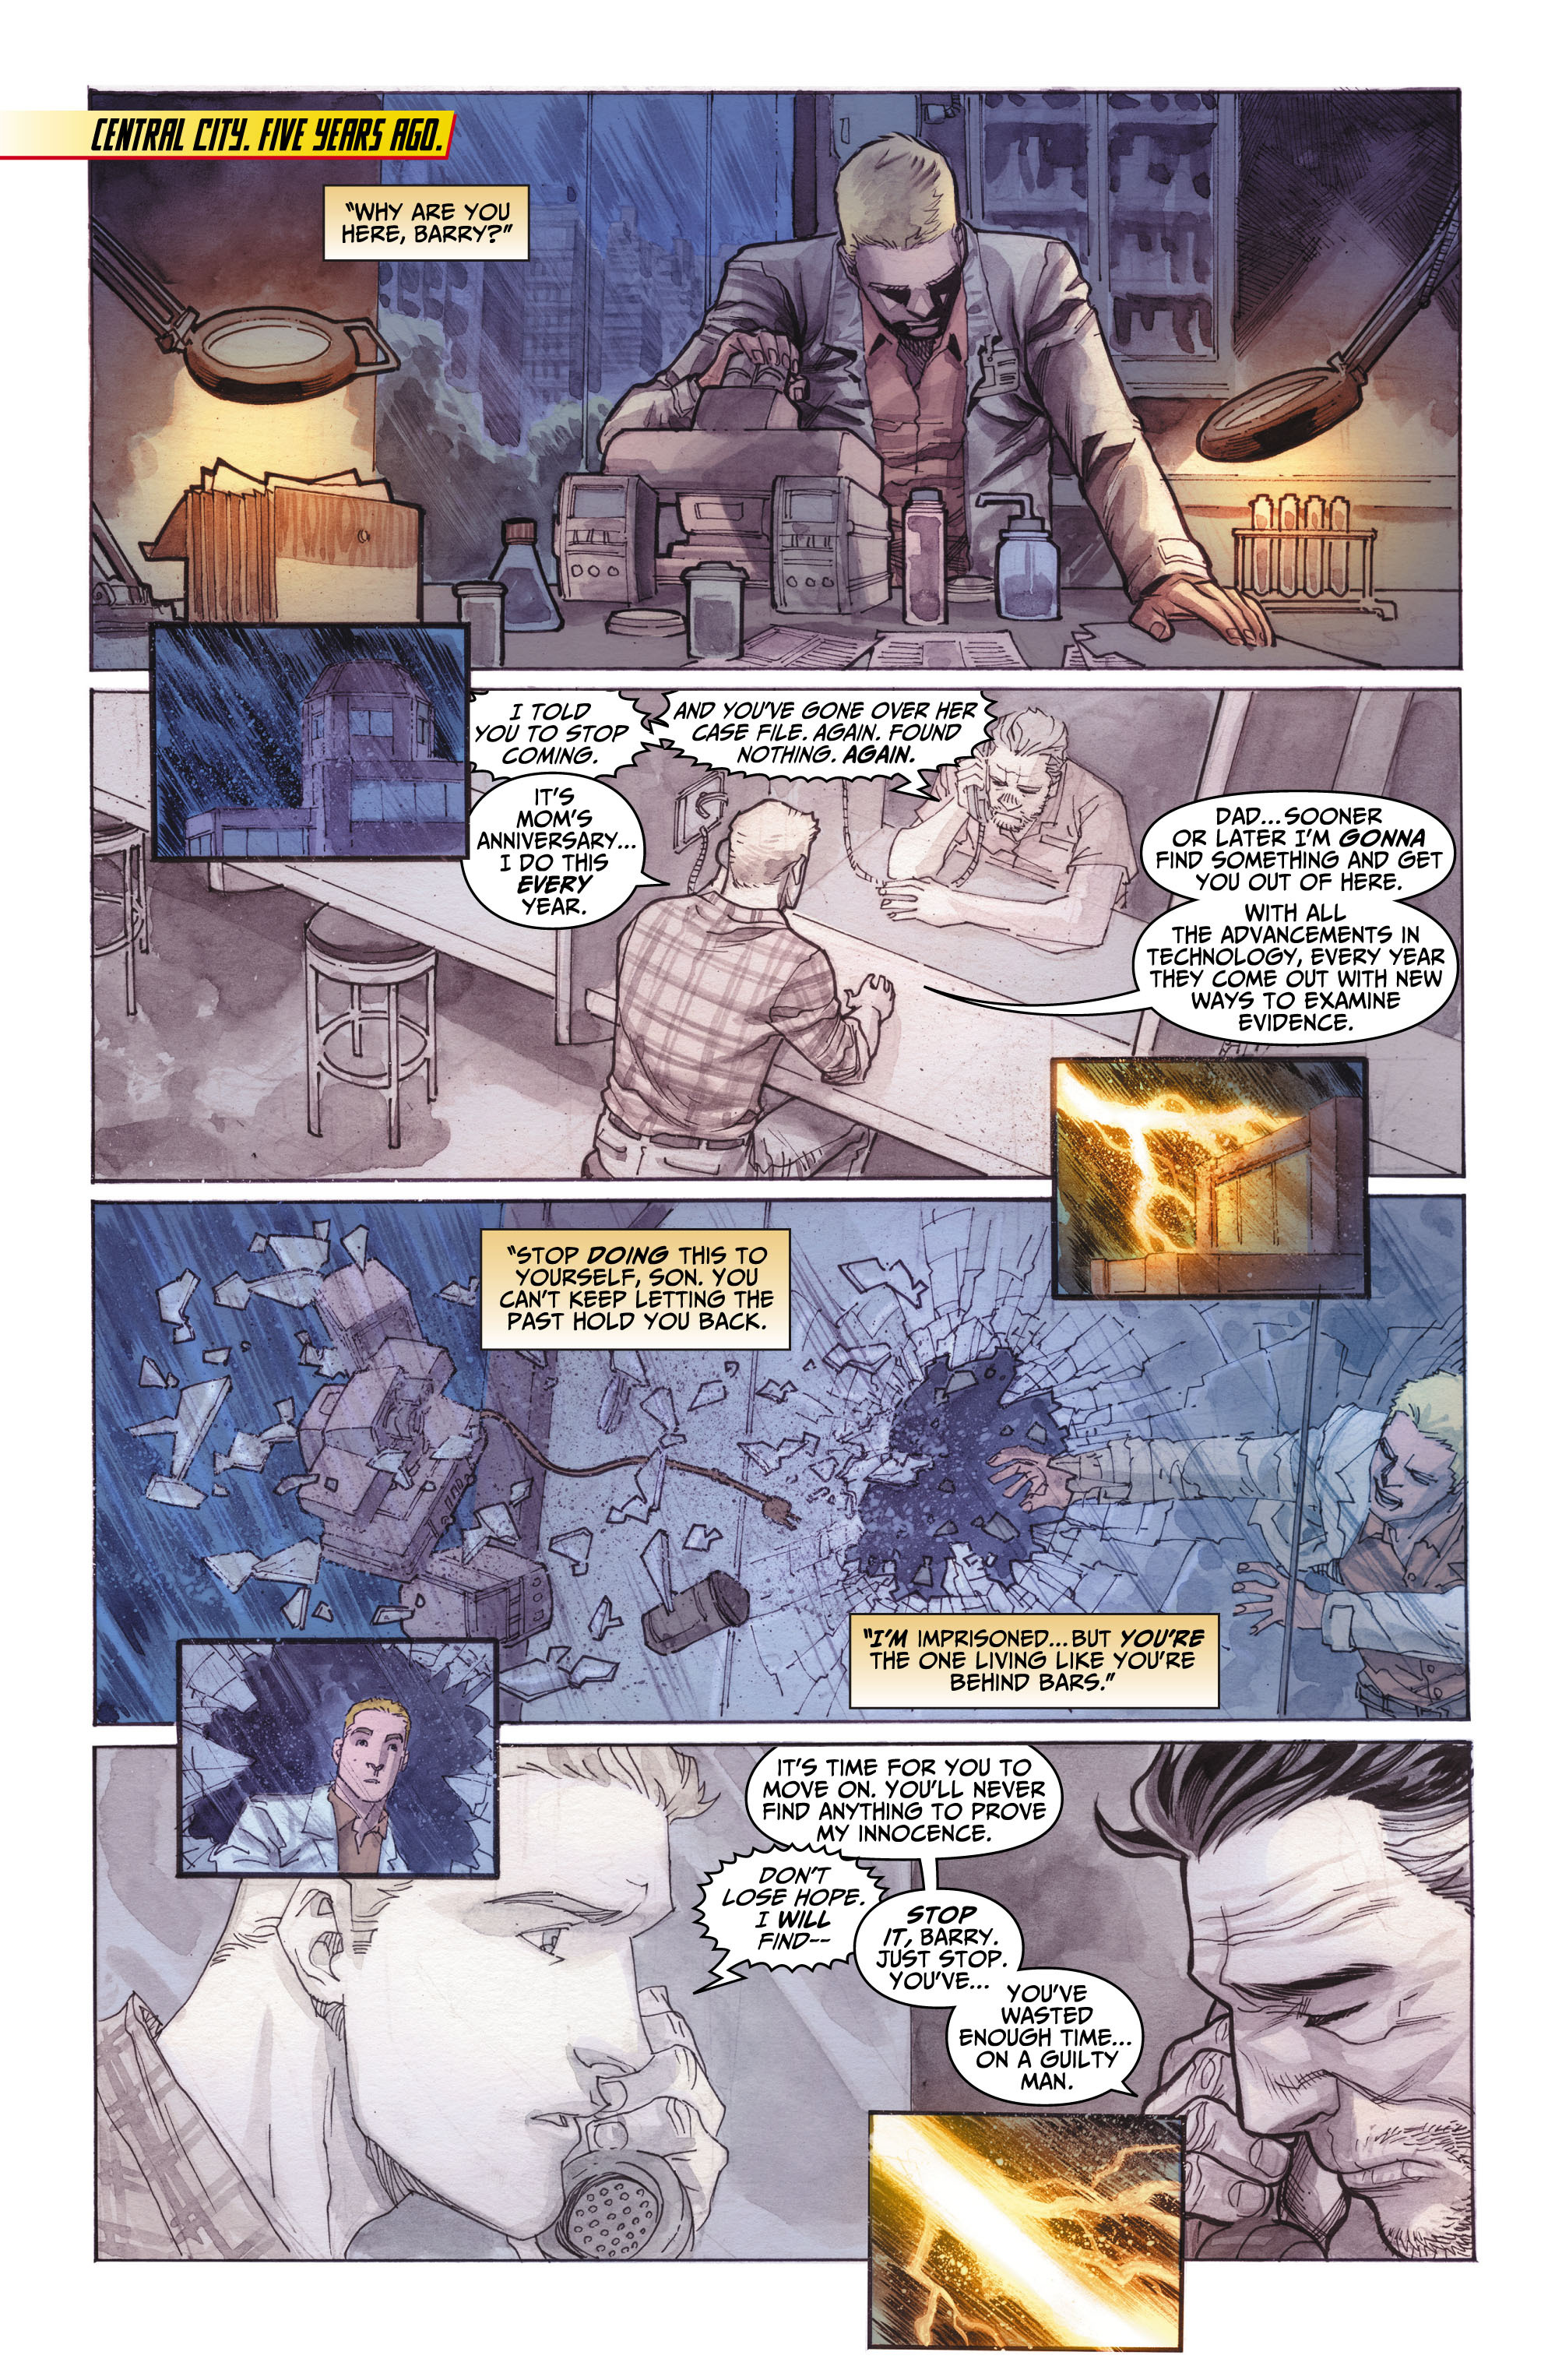 CENTRAL CITY. FIVE YEARS AGO.
"WHY ARE YOU
HERE, BARRY?"
I TOLD
YOU TO STOP
COMING.
IT'S
MOM'S
ANNIVERSARY...
I DO THIS
EVERY
YEAR.
AND YOU'VE GONE OVER HER
CASE FILE. AGAIN. FOUND
NOTHING. AGAIN.
DAD...SOONER
OR LATER I'M GONNA
FIND SOMETHING AND GET
YOU OUT OF HERE.
WITH ALL
THE ADVANCEMENTS IN
TECHNOLOGY, EVERY YEAR
THEY COME OUT WITH NEW
WAYS TO EXAMINE
EVIDENCE.
"STOP DOING THIS TO
YOURSELF, SON. YOU
CAN'T KEEP LETTING THE
PAST HOLD YOU BACK.
"I'M IMPRISONED...BUT YOU'RE
THE ONE LIVING LIKE YOU'RE
BEHIND BARS."
IT'S TIME FOR YOU TO
MOVE ON. YOU'LL NEVER
FIND ANYTHING TO PROVE
MY INNOCENCE.
DON'T
LOSE HOPE.
I WILL
FIND--
STOP
IT, BARRY.
JUST STOP.
YOU'VE...
YOU'VE
WASTED
ENOUGH TIME...
ON A GUILTY
MAN.